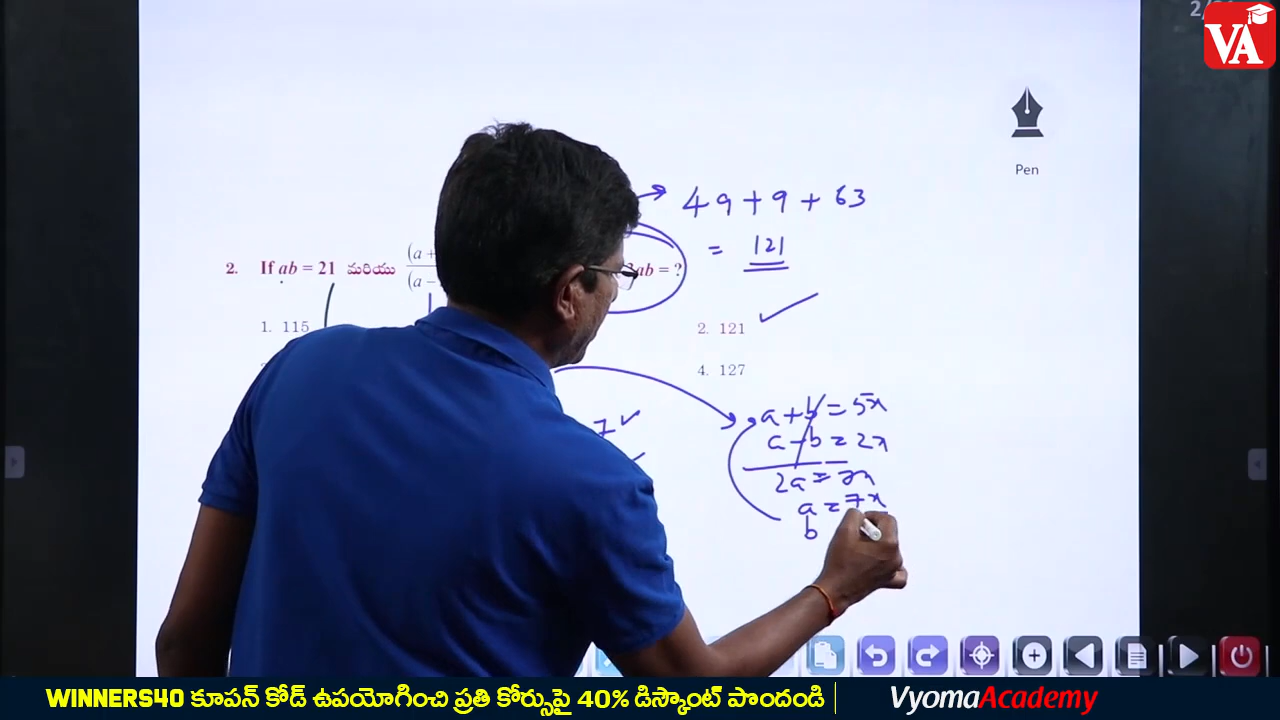 2/
VA
Pen
49 + 9 + 63
= 121
2. If ab = 21 మరియు (a + ab = ?
(a -
1. 115
2. 121
4. 127
7
a + b = 5x
a - b = 2x
2a = 7x
a = 7x
b
WINNERS40 కూపన్ కోడ్ ఉపయోగించి ప్రతి కోర్సుపై 40% డిస్కౌంట్ పొందండి
VyomaAcademy